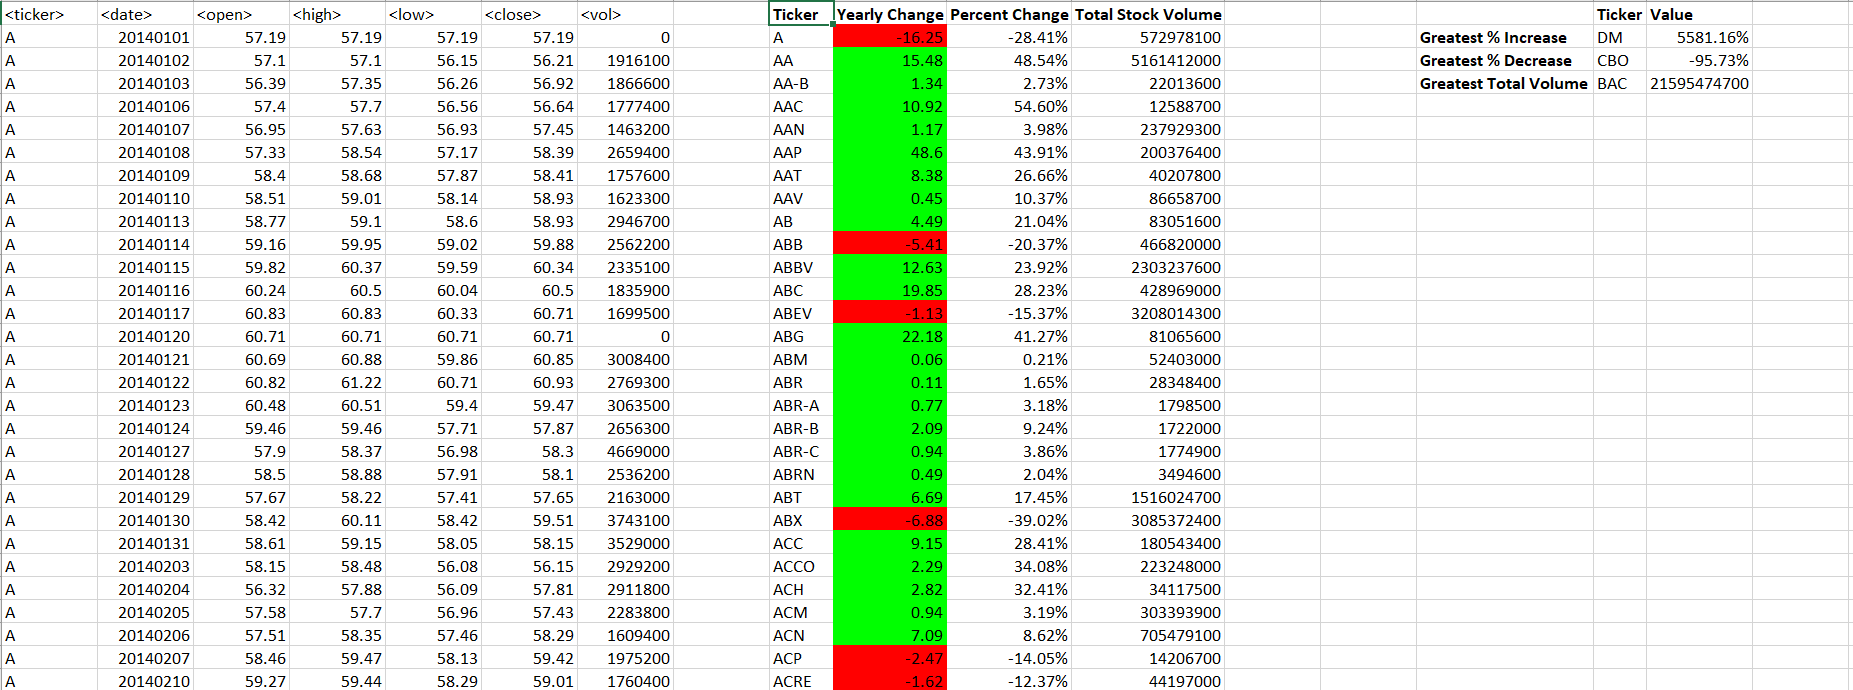 <ticker> <date> <open> <high> <low> <close> <vol> Ticker Yearly Change Percent Change Total Stock Volume Ticker Value
A 20140101 57.19 57.19 57.19 57.19 0 A -16.25 -28.41% 572978100 Greatest % Increase DM 5581.16%
A 20140102 57.1 57.1 56.15 56.21 1916100 AA 15.48 48.54% 5161412000 Greatest % Decrease CBO -95.73%
A 20140103 56.39 57.35 56.26 56.92 1866600 AA-B 1.34 2.73% 22013600 Greatest Total Volume BAC 21595474700
A 20140106 57.4 57.7 56.56 56.64 1777400 AAC 10.92 54.60% 12588700
A 20140107 56.95 57.63 56.93 57.45 1463200 AAN 1.17 3.98% 237929300
A 20140108 57.33 58.54 57.17 58.39 2659400 AAP 48.6 43.91% 200376400
A 20140109 58.4 58.68 57.87 58.41 1757600 AAT 8.38 26.66% 40207800
A 20140110 58.51 59.01 58.14 58.93 1623300 AAV 0.45 10.37% 86658700
A 20140113 58.77 59.1 58.6 58.93 2946700 AB 4.49 21.04% 83051600
A 20140114 59.16 59.95 59.02 59.88 2562200 ABB -5.41 -20.37% 466820000
A 20140115 59.82 60.37 59.59 60.34 2335100 ABBV 12.63 23.92% 2303237600
A 20140116 60.24 60.5 60.04 60.5 1835900 ABC 19.85 28.23% 428969000
A 20140117 60.83 60.83 60.33 60.71 1699500 ABEV -1.13 -15.37% 3208014300
A 20140120 60.71 60.71 60.71 60.71 0 ABG 22.18 41.27% 81065600
A 20140121 60.69 60.88 59.86 60.85 3008400 ABM 0.06 0.21% 52403000
A 20140122 60.82 61.22 60.71 60.93 2769300 ABR 0.11 1.65% 28348400
A 20140123 60.48 60.51 59.4 59.47 3063500 ABR-A 0.77 3.18% 1798500
A 20140124 59.46 59.46 57.71 57.87 2656300 ABR-B 2.09 9.24% 1722000
A 20140127 57.9 58.37 56.98 58.3 4669000 ABR-C 0.94 3.86% 1774900
A 20140128 58.5 58.88 57.91 58.1 2536200 ABRN 0.49 2.04% 3494600
A 20140129 57.67 58.22 57.41 57.65 2163000 ABT 6.69 17.45% 1516024700
A 20140130 58.42 60.11 58.42 59.51 3743100 ABX -6.88 -39.02% 3085372400
A 20140131 58.61 59.15 58.05 58.15 3529000 ACC 9.15 28.41% 180543400
A 20140203 58.15 58.48 56.08 56.15 2929200 ACCO 2.29 34.08% 223248000
A 20140204 56.32 57.88 56.09 57.81 2911800 ACH 2.82 32.41% 34117500
A 20140205 57.58 57.7 56.96 57.43 2283800 ACM 0.94 3.19% 303393900
A 20140206 57.51 58.35 57.46 58.29 1609400 ACN 7.09 8.62% 705479100
A 20140207 58.46 59.47 58.13 59.42 1975200 ACP -2.47 -14.05% 14206700
A 20140210 59.27 59.44 58.29 59.01 1760400 ACRE -1.62 -12.37% 44197000